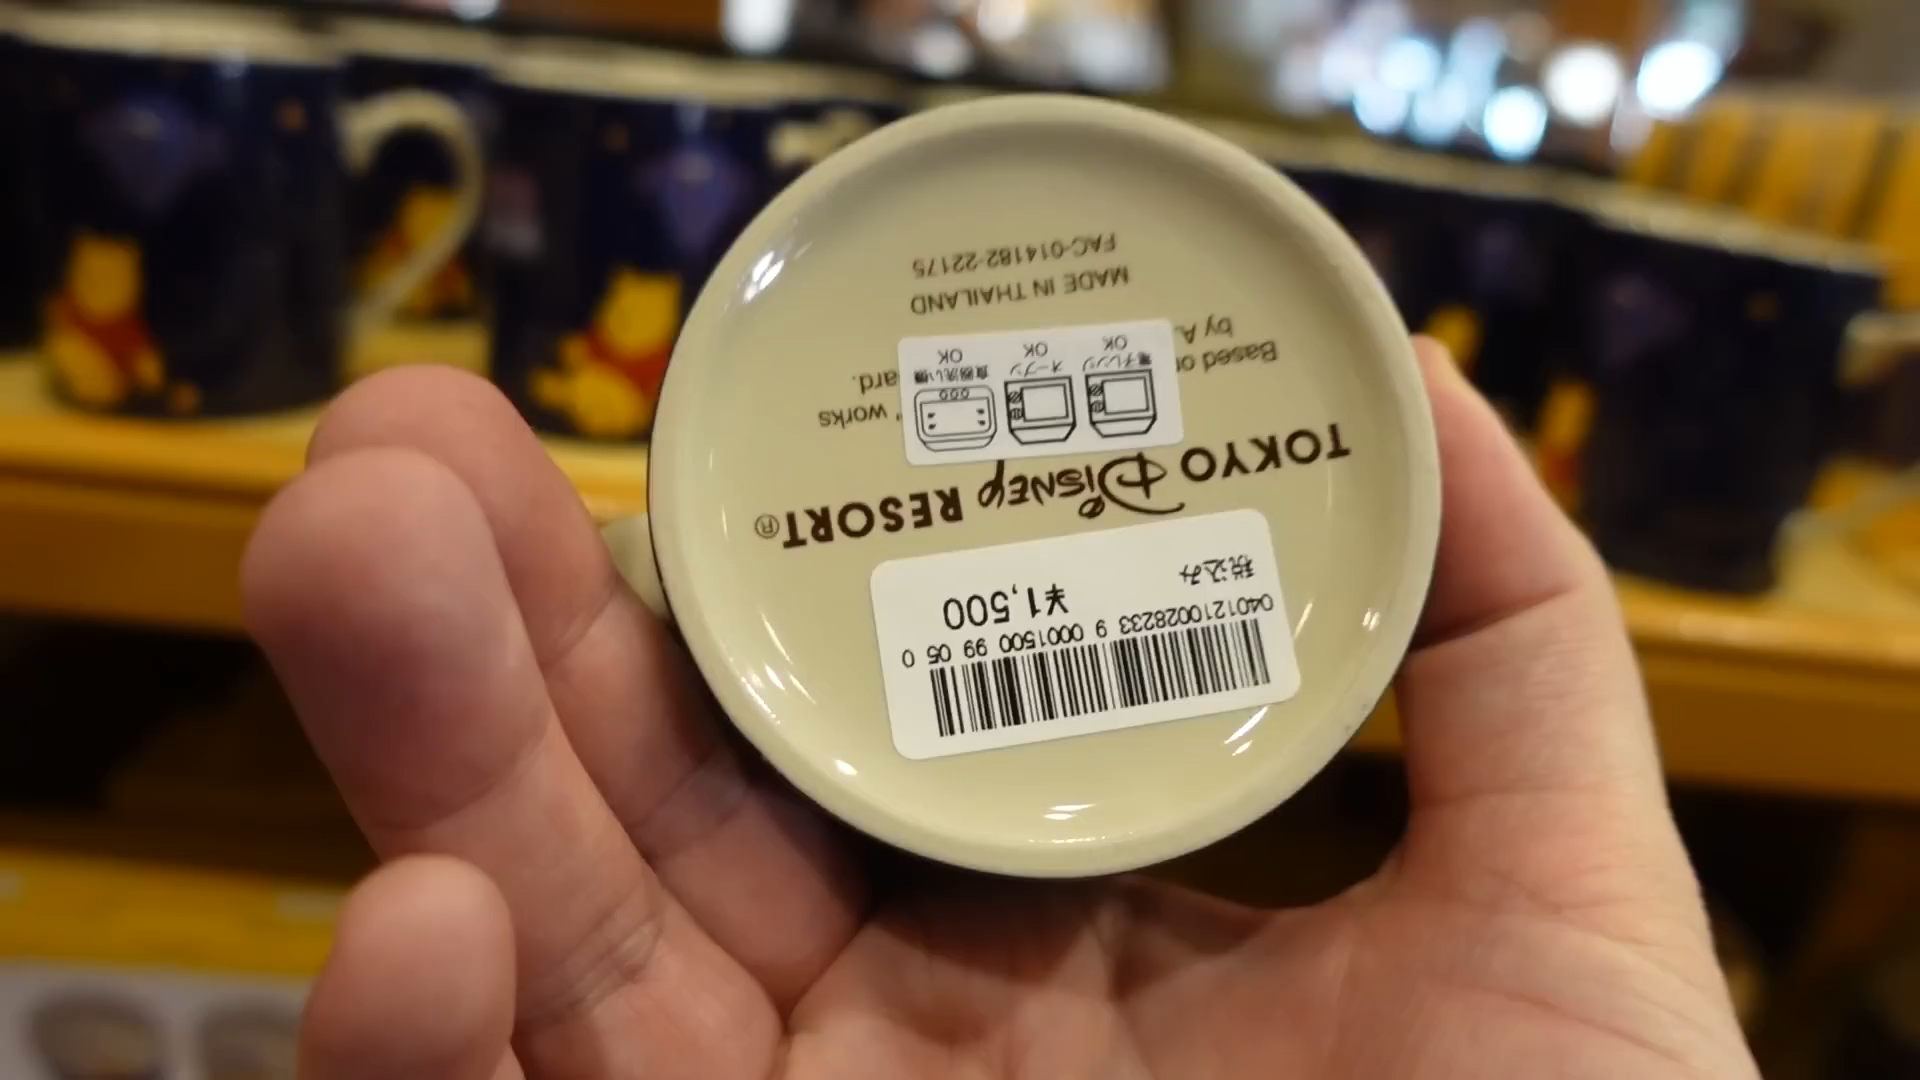 0401210028233 9 0001500 99 05 0
税込み ¥1,500
TOKYO DISNEY RESORT®
Based on " works
by A. ard.
電子レンジ オーブン 食器洗い機
OK OK OK
MADE IN THAILAND
FAC-014182-22175